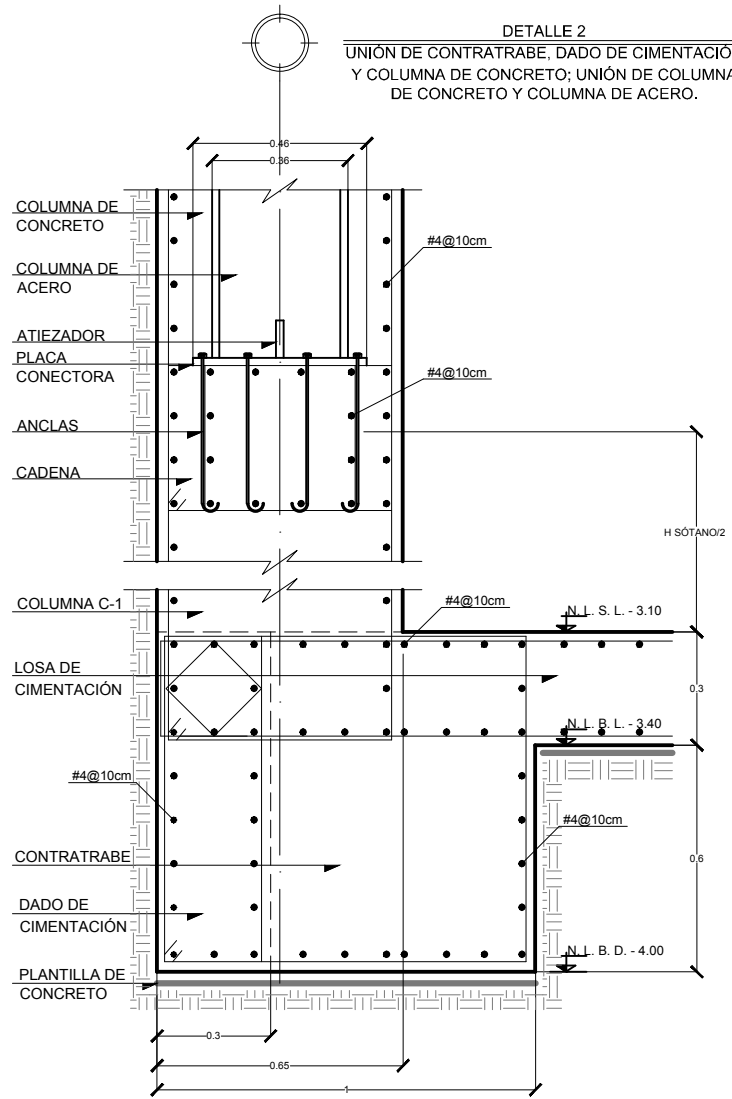 DETALLE 2
UNIÓN DE CONTRATRABE, DADO DE CIMENTACIÓ
Y COLUMNA DE CONCRETO; UNIÓN DE COLUMNA
DE CONCRETO Y COLUMNA DE ACERO.
0.46
0.36
COLUMNA DE
CONCRETO
#4@10cm
COLUMNA DE
ACERO
ATIEZADOR
PLACA
CONECTORA
#4@10cm
ANCLAS
CADENA
H SÓTANO/2
COLUMNA C-1
#4@10cm
N. L. S. L. - 3.10
LOSA DE
CIMENTACIÓN
0.3
N. L. B. L. - 3.40
#4@10cm
#4@10cm
CONTRATRABE
0.6
DADO DE
CIMENTACIÓN
N. L. B. D. - 4.00
PLANTILLA DE
CONCRETO
0.3
0.65
1